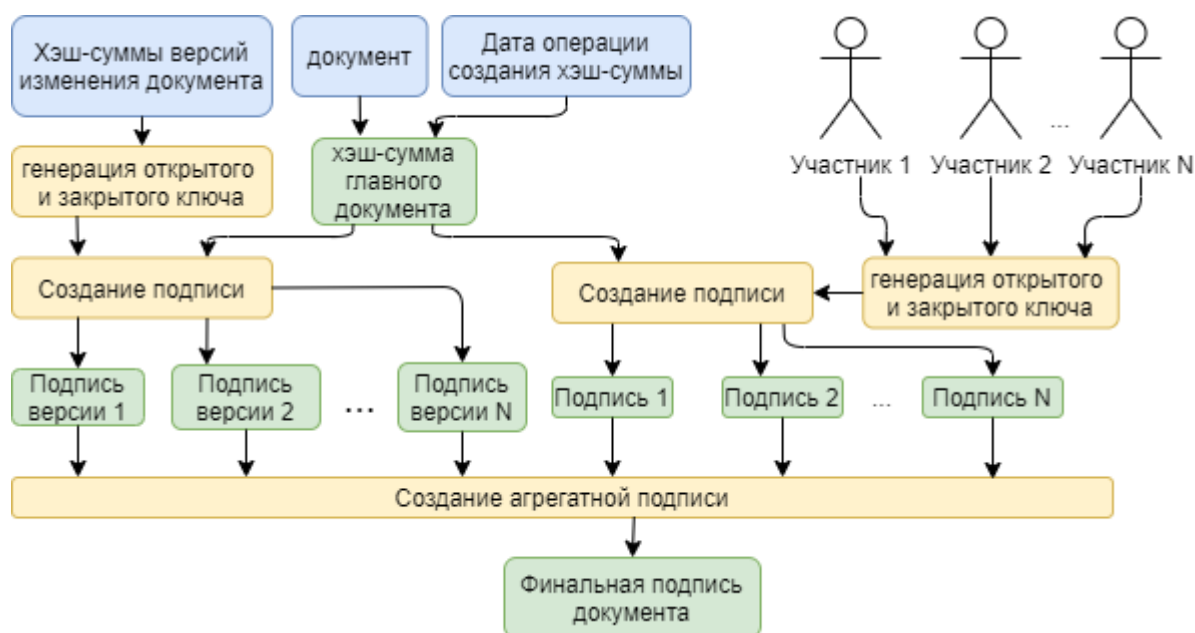 Хэш-суммы версий
изменения документа
документ
Дата операции
создания хэш-суммы
генерация открытого
и закрытого ключа
хэш-сумма
главного
документа
Участник 1
Участник 2
...
Участник N
Создание подписи
Создание подписи
генерация открытого
и закрытого ключа
Подпись
версии 1
Подпись
версии 2
...
Подпись
версии N
Подпись 1
Подпись 2
...
Подпись N
Создание агрегатной подписи
Финальная подпись
документа